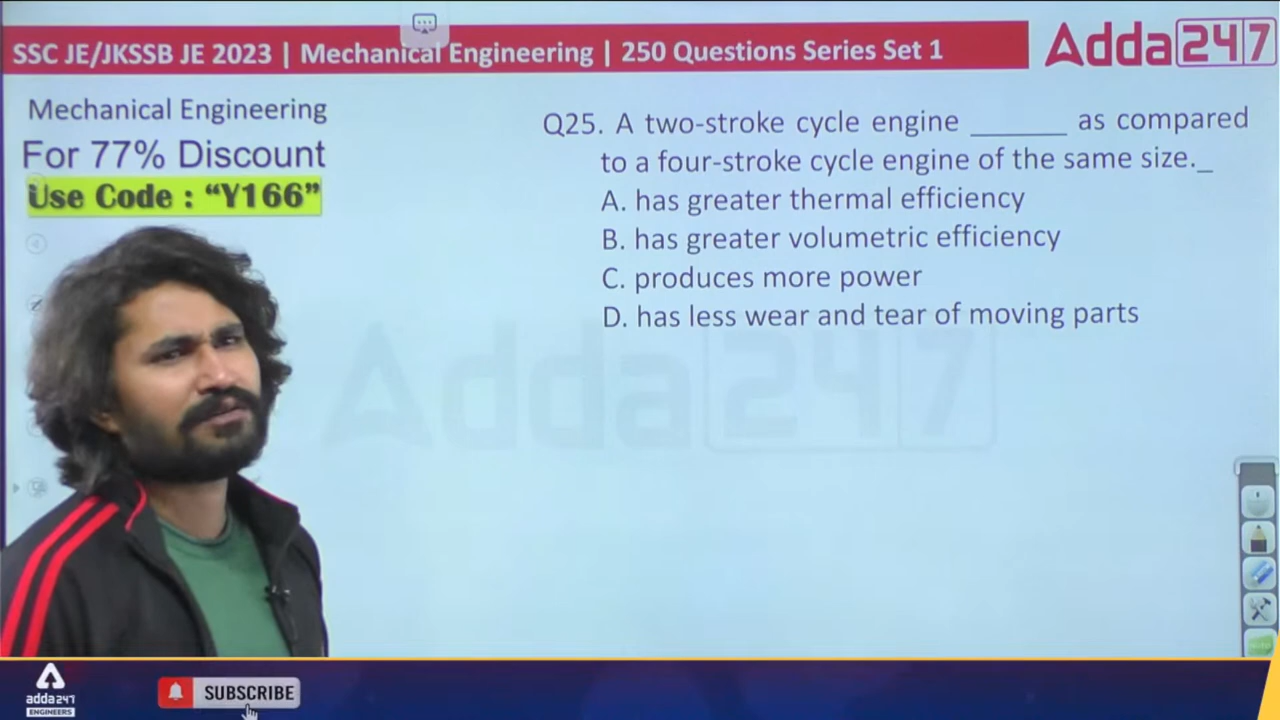 SSC JE/JKSSB JE 2023 | Mechanical Engineering | 250 Questions Series Set 1
Adda247
Mechanical Engineering
For 77% Discount
Use Code : “Y166”
Q25. A two-stroke cycle engine ______ as compared
to a four-stroke cycle engine of the same size._
A. has greater thermal efficiency
B. has greater volumetric efficiency
C. produces more power
D. has less wear and tear of moving parts
Adda247
adda247
ENGINEERS
SUBSCRIBE